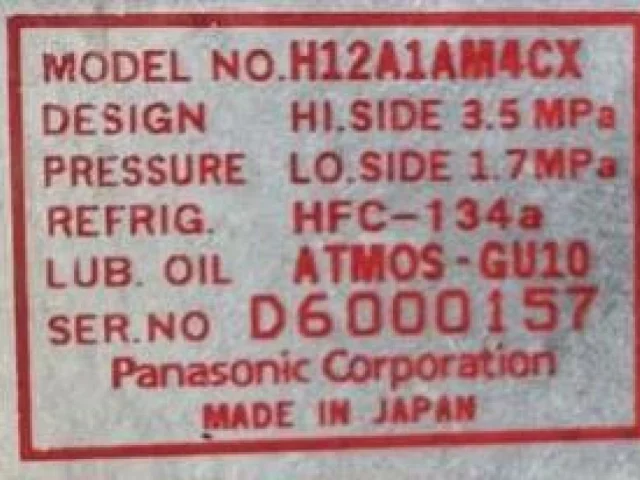 MODEL NO. H12A1AM4CX
DESIGN HI.SIDE 3.5 MPa
PRESSURE LO.SIDE 1.7MPa
REFRIG. HFC-134a
LUB. OIL ATMOS-GU10
SER.NO D6000157
Panasonic Corporation
MADE IN JAPAN